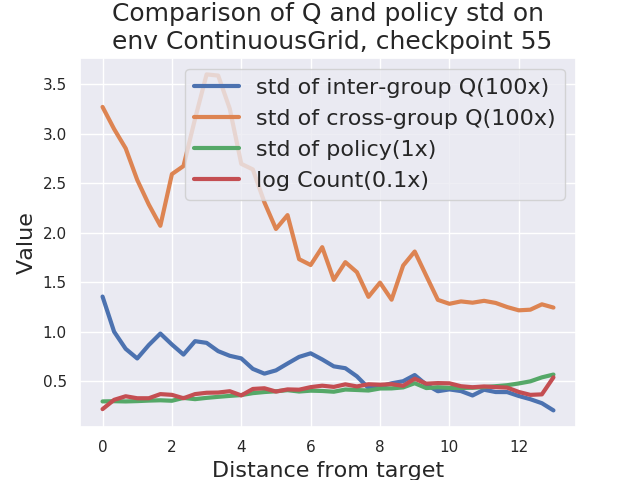 Comparison of Q and policy std on
env ContinuousGrid, checkpoint 55
3.5
3.0
2.5
2.0
1.5
1.0
0.5
Value
std of inter-group Q(100x)
std of cross-group Q(100x)
std of policy(1x)
log Count(0.1x)
0 2 4 6 8 10 12
Distance from target